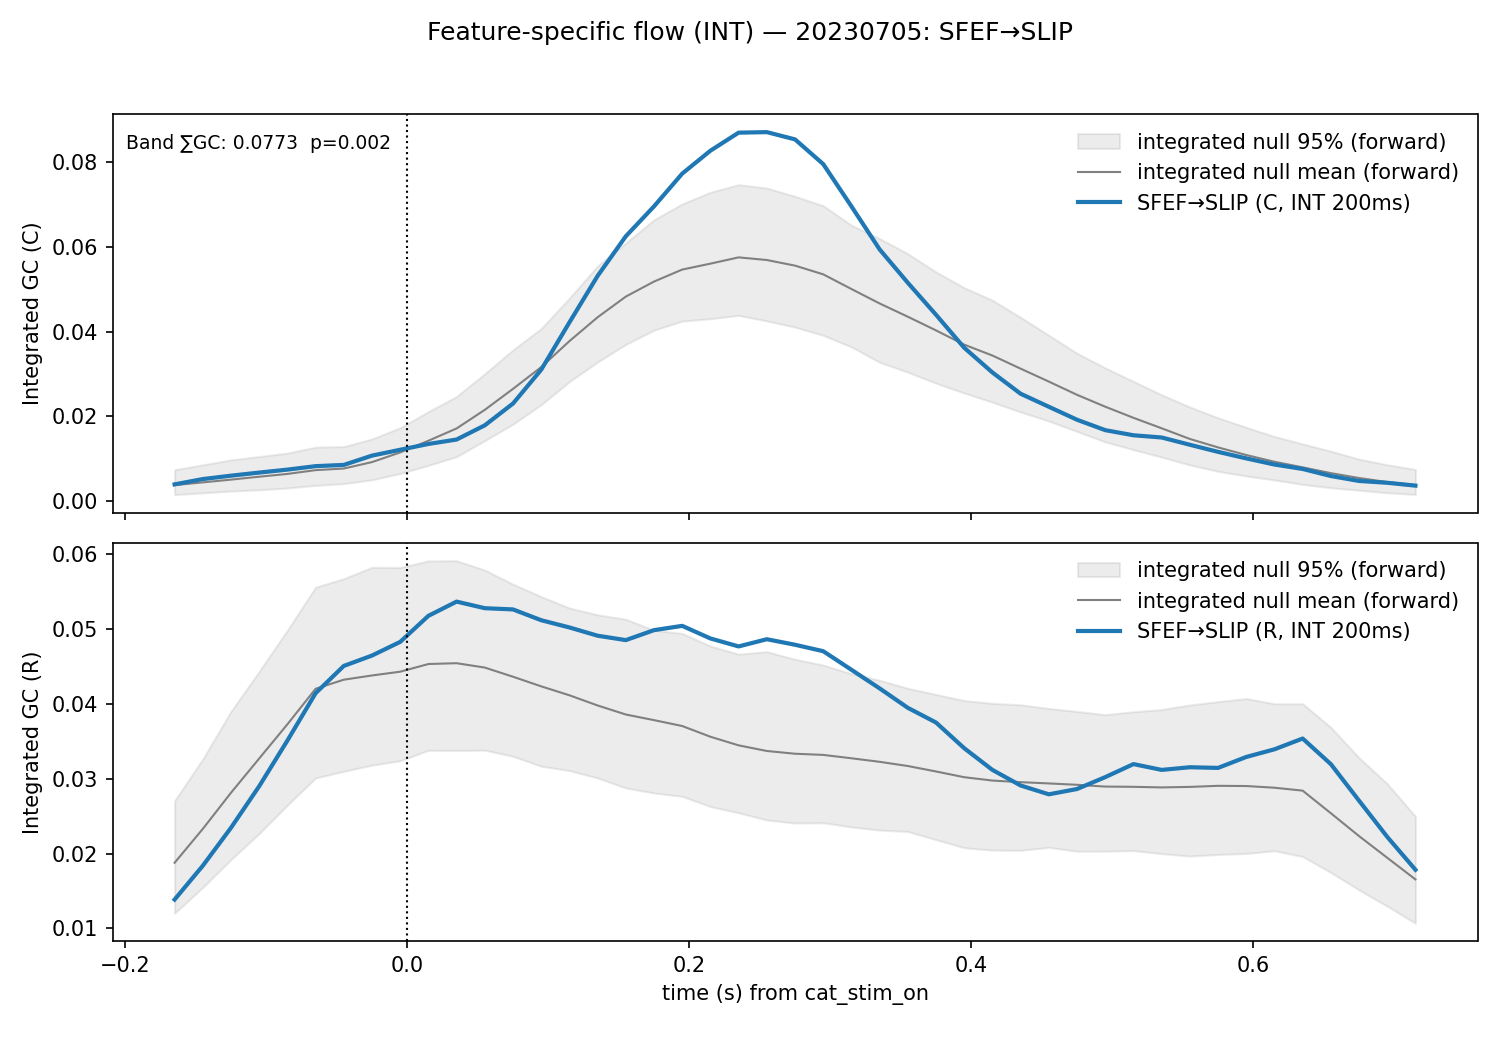 Feature-specific flow (INT) — 20230705: SFEF→SLIP
Band ∑GC: 0.0773  p=0.002
integrated null 95% (forward)
integrated null mean (forward)
SFEF→SLIP (C, INT 200ms)
Integrated GC (C)
0.08
0.06
0.04
0.02
0.00
integrated null 95% (forward)
integrated null mean (forward)
SFEF→SLIP (R, INT 200ms)
Integrated GC (R)
0.06
0.05
0.04
0.03
0.02
0.01
−0.2
0.0
0.2
0.4
0.6
time (s) from cat_stim_on